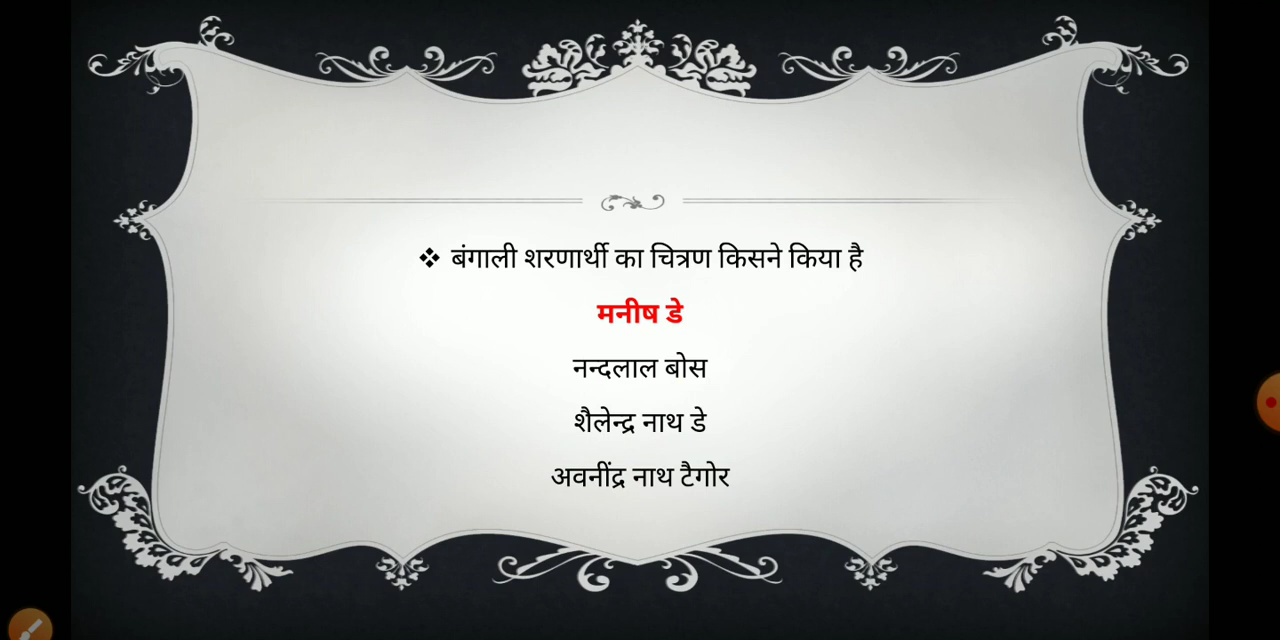 ❖ बंगाली शरणार्थी का चित्रण किसने किया है
मनीष डे
नन्दलाल बोस
शैलेन्द्र नाथ डे
अवनींद्र नाथ टैगोर